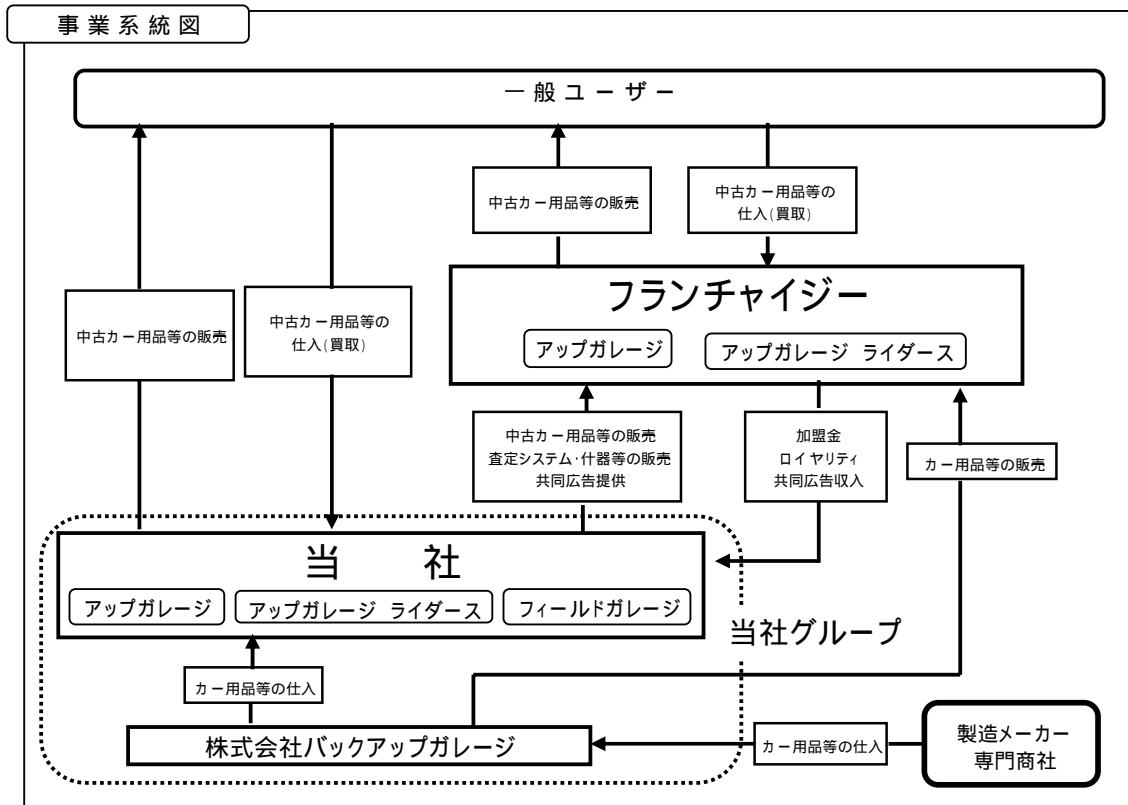 事業系統図
一般ユーザー
中古カー用品等の販売
中古カー用品等の
仕入(買取)
フランチャイジー
アップガレージ
アップガレージ ライダース
中古カー用品等の販売
中古カー用品等の
仕入(買取)
中古カー用品等の販売
査定システム・什器等の販売
共同広告提供
加盟金
ロイヤリティ
共同広告収入
カー用品等の販売
当 社
アップガレージ
アップガレージ ライダース
フィールドガレージ
当社グループ
カー用品等の仕入
株式会社バックアップガレージ
カー用品等の仕入
製造メーカー
専門商社